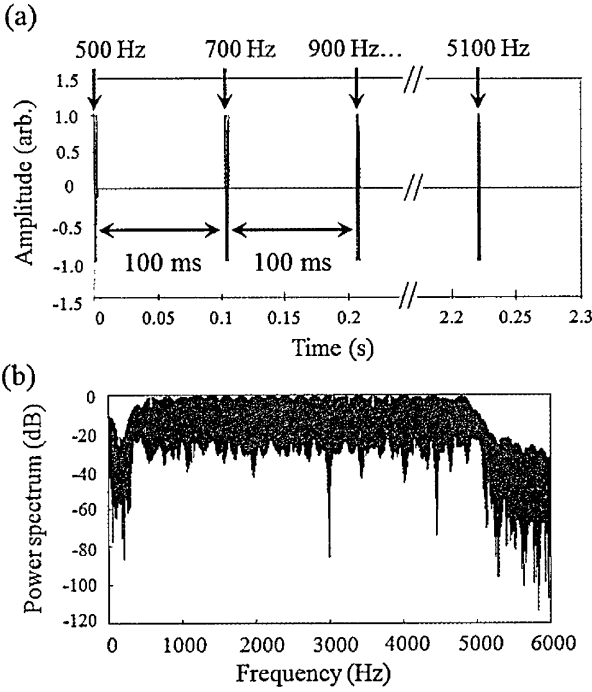 (a)
500 Hz 700 Hz 900 Hz... 5100 Hz
1.5
1.0
0.5
0
-0.5
-1.0
-1.5
Amplitude (arb.)
100 ms 100 ms
0 0.05 0.1 0.15 0.2 2.2 0.25 2.3
Time (s)
(b)
0
-20
-40
-60
-80
-100
-120
Power spectrum (dB)
0 1000 2000 3000 4000 5000 6000
Frequency (Hz)